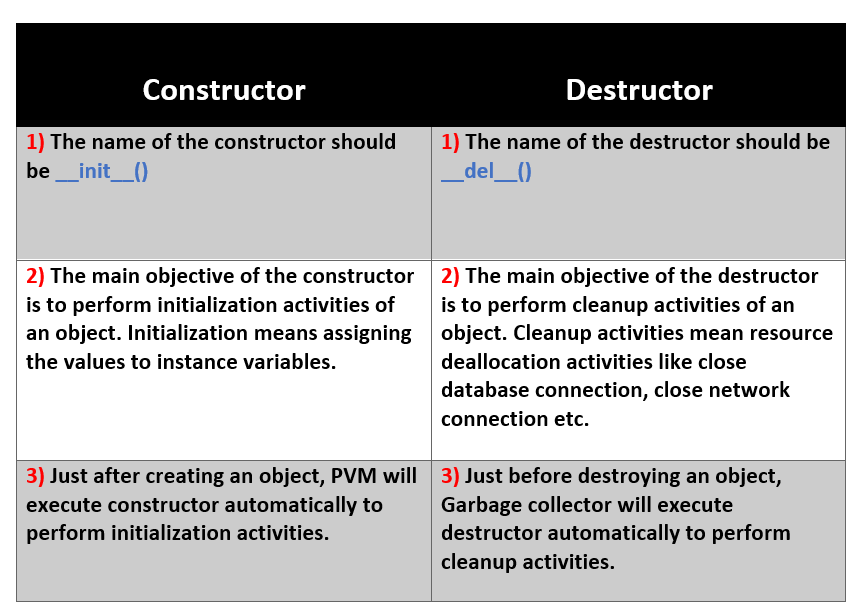 Constructor
Destructor
1) The name of the constructor should
be __init__()
1) The name of the destructor should be
__del__()
2) The main objective of the constructor
is to perform initialization activities of
an object. Initialization means assigning
the values to instance variables.
2) The main objective of the destructor
is to perform cleanup activities of an
object. Cleanup activities mean resource
deallocation activities like close
database connection, close network
connection etc.
3) Just after creating an object, PVM will
execute constructor automatically to
perform initialization activities.
3) Just before destroying an object,
Garbage collector will execute
destructor automatically to perform
cleanup activities.